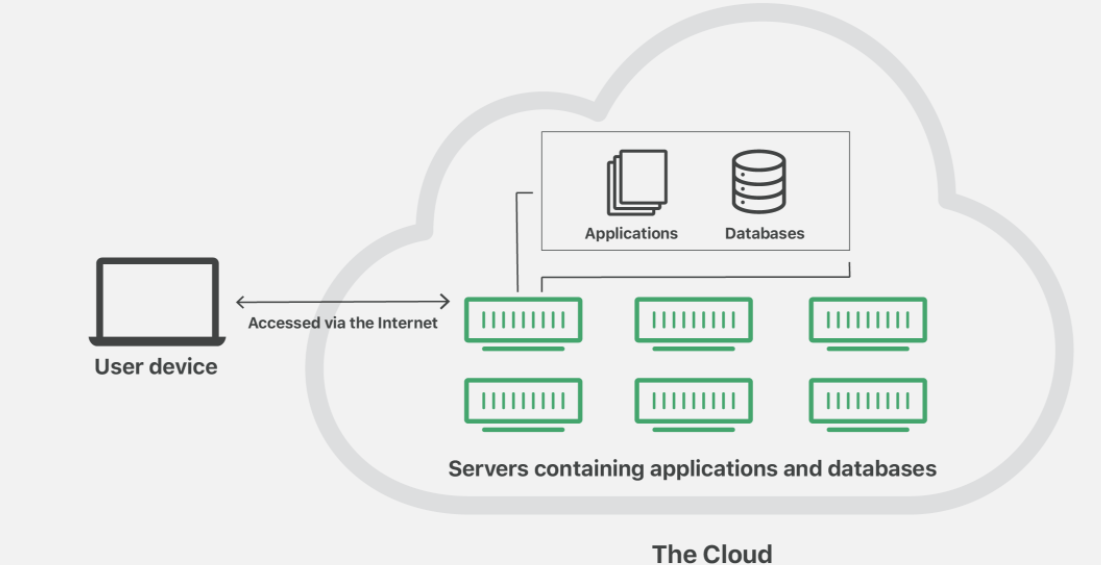 Applications
Databases
Accessed via the Internet
User device
Servers containing applications and databases
The Cloud